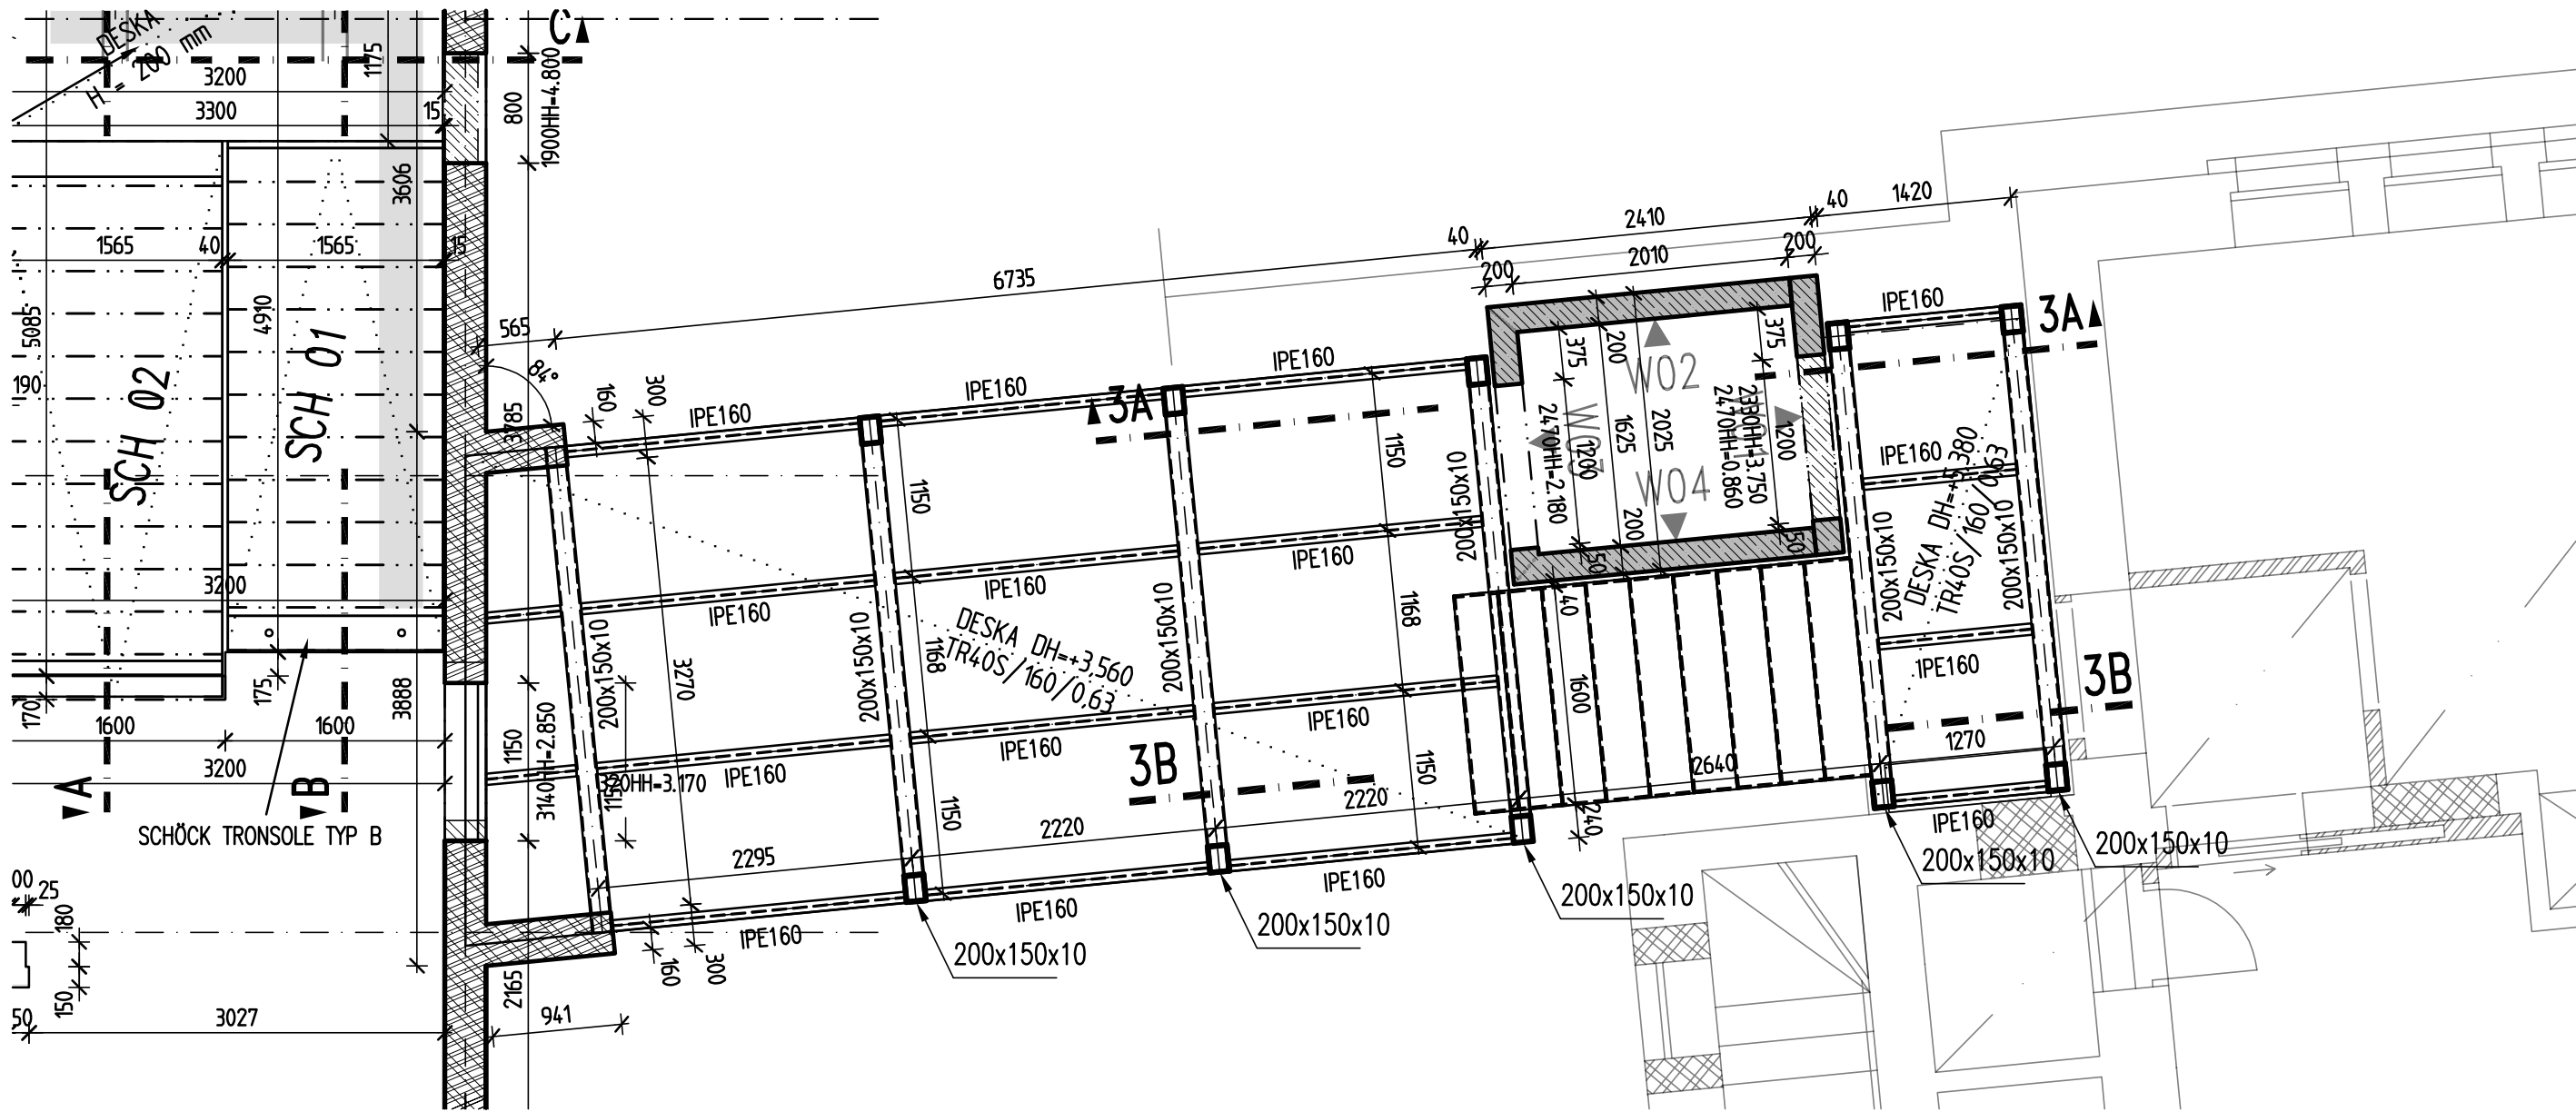 DESKA
H = 200 mm
3200
3300
15
1175
C
800
1900HH=4.800
3606
1565
40
1565
15
4910
5085
190
SCH 02
SCH 01
3200
175
170
1600
1600
3888
3200
A
B
SCHÖCK TRONSOLE TYP B
00
25
180
150
50
3027
565
84°
3785
6735
40
2410
40
1420
200
2010
200
160
300
IPE160
IPE160
IPE160
IPE160
3A
3A
375
200
375
W02
W03
W04
2470HH=2.180
1200
1625
2025
2470HH=0.860
2330HH=3.750
1200
200
50
50
1150
1150
200x150x10
IPE160
IPE160
IPE160
IPE160
DESKA DH=+5.380
TR40S/160/0,63
200x150x10
200x150x10
IPE160
200x150x10
3270
200x150x10
1168
DESKA DH=+3.560
TR40S/160/0,63
200x150x10
1168
40
1600
240
1150
3140HH=2.850
1150
320HH=3.170
IPE160
IPE160
IPE160
3B
3B
1150
1150
2295
2220
2220
2640
1270
IPE160
IPE160
IPE160
IPE160
160
300
2165
941
200x150x10
200x150x10
200x150x10
200x150x10
200x150x10